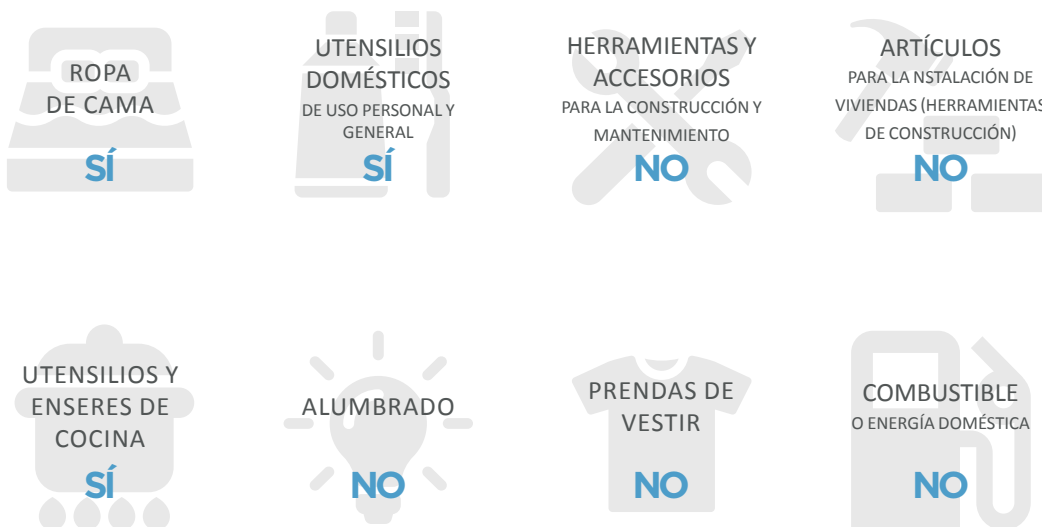 ROPA
DE CAMA
SÍ
UTENSILIOS
DOMÉSTICOS
DE USO PERSONAL Y
GENERAL
SÍ
HERRAMIENTAS Y
ACCESORIOS
PARA LA CONSTRUCCIÓN Y
MANTENIMIENTO
NO
ARTÍCULOS
PARA LA NSTALACIÓN DE
VIVIENDAS (HERRAMIENTAS
DE CONSTRUCCIÓN)
NO
UTENSILIOS Y
ENSERES DE
COCINA
SÍ
ALUMBRADO
NO
PRENDAS DE
VESTIR
NO
COMBUSTIBLE
O ENERGÍA DOMÉSTICA
NO